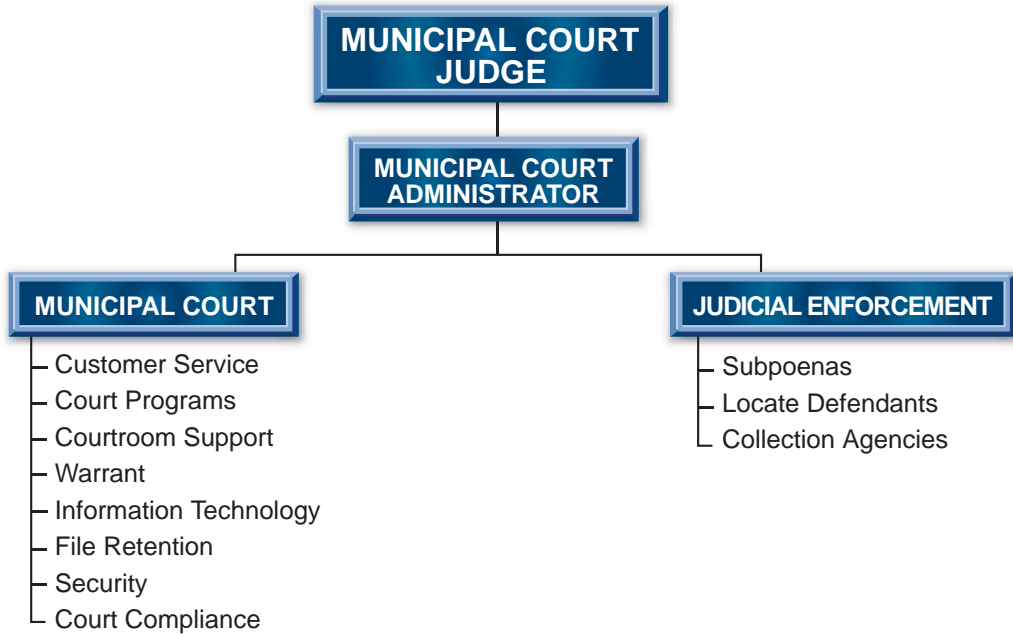 MUNICIPAL COURT
JUDGE
MUNICIPAL COURT
ADMINISTRATOR
MUNICIPAL COURT
Customer Service
Court Programs
Courtroom Support
Warrant
Information Technology
File Retention
Security
Court Compliance
JUDICIAL ENFORCEMENT
Subpoenas
Locate Defendants
Collection Agencies